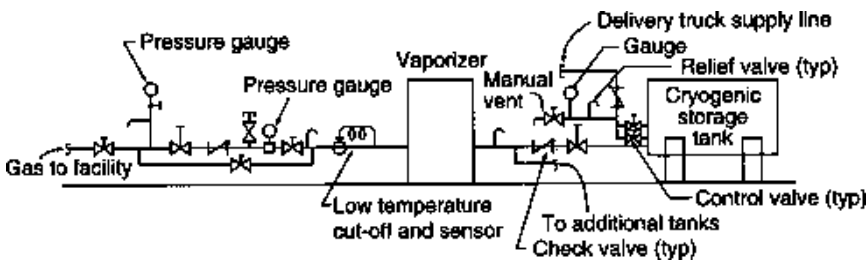 Delivery truck supply line
Pressure gauge
Gauge
Vaporizer
Relief valve (typ)
Pressure gauge
Manual
vent
Cryogenic
storage
tank
Gas to facility
Control valve (typ)
Low temperature
cut-off and sensor
To additional tanks
Check valve (typ)